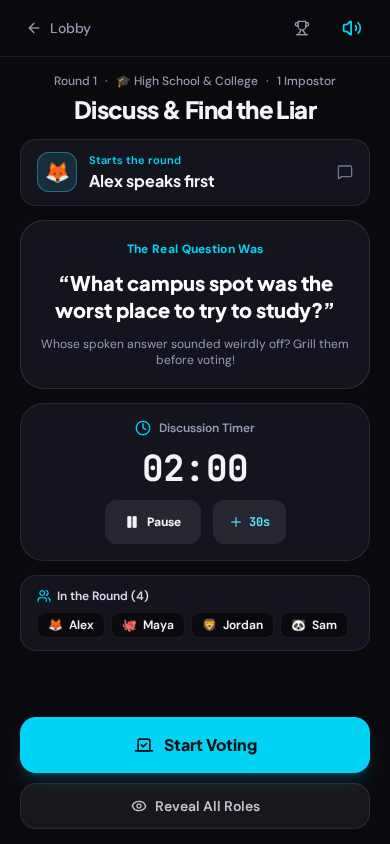 Lobby
Round 1 · 🎓 High School & College · 1 Impostor
Discuss & Find the Liar
Starts the round
Alex speaks first
The Real Question Was
“What campus spot was the
worst place to try to study?”
Whose spoken answer sounded weirdly off? Grill them
before voting!
Discussion Timer
02:00
Pause
+ 30s
In the Round (4)
🦊 Alex 🐙 Maya 🦁 Jordan 🐼 Sam
Start Voting
Reveal All Roles